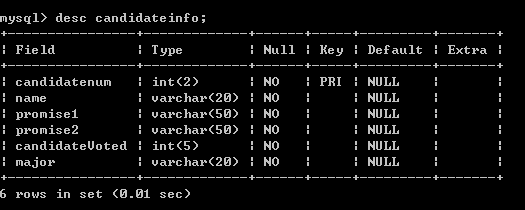 mysql> desc candidateinfo;
+----------------+-------------+------+-----+---------+-------+
| Field          | Type        | Null | Key | Default | Extra |
+----------------+-------------+------+-----+---------+-------+
| candidatenum   | int(2)      | NO   | PRI | NULL    |       |
| name           | varchar(20) | NO   |     | NULL    |       |
| promise1       | varchar(50) | NO   |     | NULL    |       |
| promise2       | varchar(50) | NO   |     | NULL    |       |
| candidateVoted | int(5)      | NO   |     | NULL    |       |
| major          | varchar(20) | NO   |     | NULL    |       |
+----------------+-------------+------+-----+---------+-------+
6 rows in set (0.01 sec)